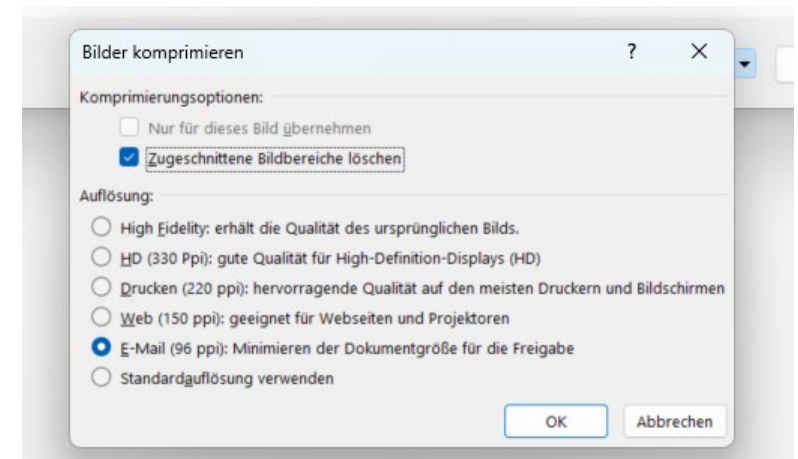 Bilder komprimieren
Komprimierungsoptionen:
Nur für dieses Bild übernehmen
Zugeschnittene Bildbereiche löschen
Auflösung:
High Fidelity: erhält die Qualität des ursprünglichen Bilds.
HD (330 Ppi): gute Qualität für High-Definition-Displays (HD)
Drucken (220 ppi): hervorragende Qualität auf den meisten Druckern und Bildschirmen
Web (150 ppi): geeignet für Webseiten und Projektoren
E-Mail (96 ppi): Minimieren der Dokumentgröße für die Freigabe
Standardauflösung verwenden
OK Abbrechen